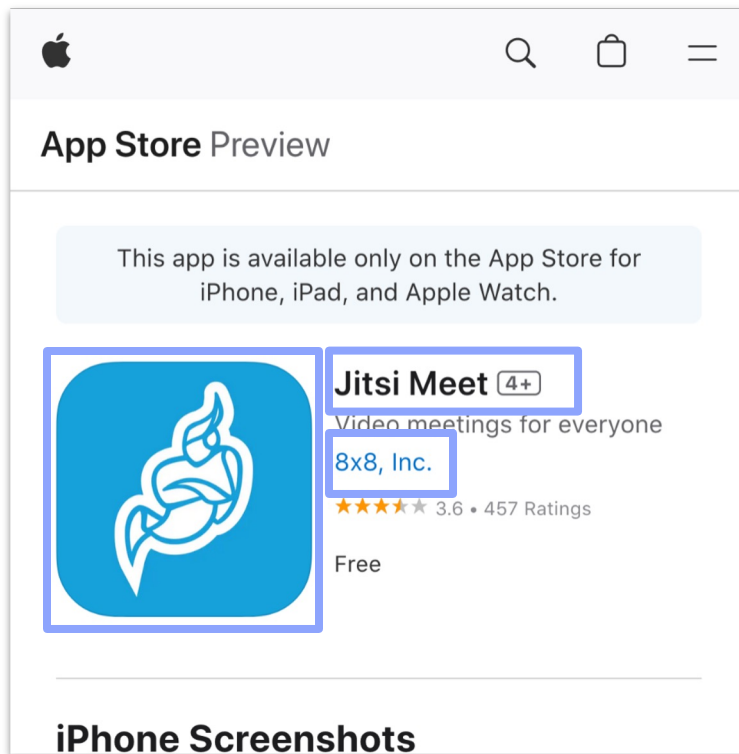 App Store Preview
This app is available only on the App Store for
iPhone, iPad, and Apple Watch.
Jitsi Meet 4+
Video meetings for everyone
8x8, Inc.
3.6 • 457 Ratings
Free
iPhone Screenshots